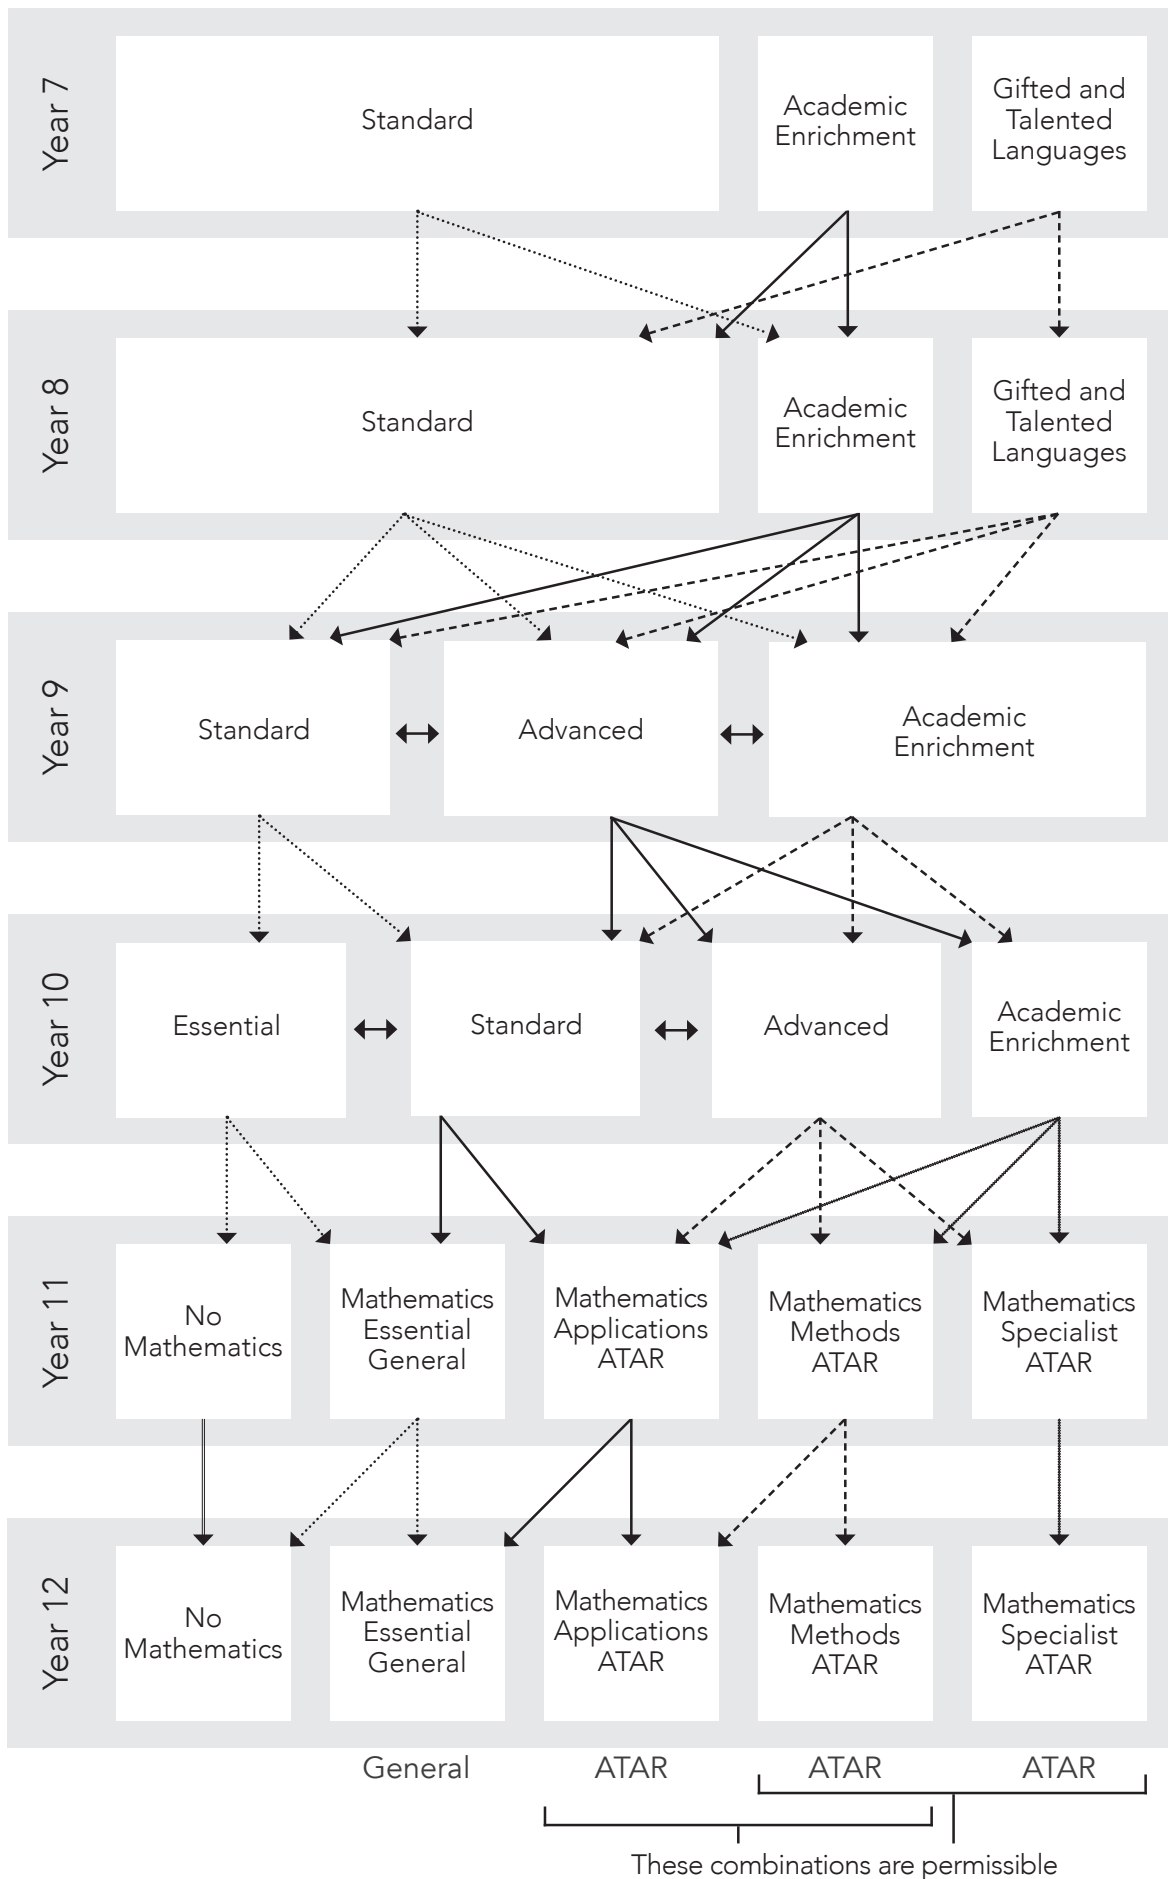 Year 7
Standard
Academic
Enrichment
Gifted and
Talented
Languages
Year 8
Standard
Academic
Enrichment
Gifted and
Talented
Languages
Year 9
Standard
Advanced
Academic
Enrichment
Year 10
Essential
Standard
Advanced
Academic
Enrichment
Year 11
No
Mathematics
Mathematics
Essential
General
Mathematics
Applications
ATAR
Mathematics
Methods
ATAR
Mathematics
Specialist
ATAR
Year 12
No
Mathematics
Mathematics
Essential
General
Mathematics
Applications
ATAR
Mathematics
Methods
ATAR
Mathematics
Specialist
ATAR
General
ATAR
ATAR
ATAR
These combinations are permissible